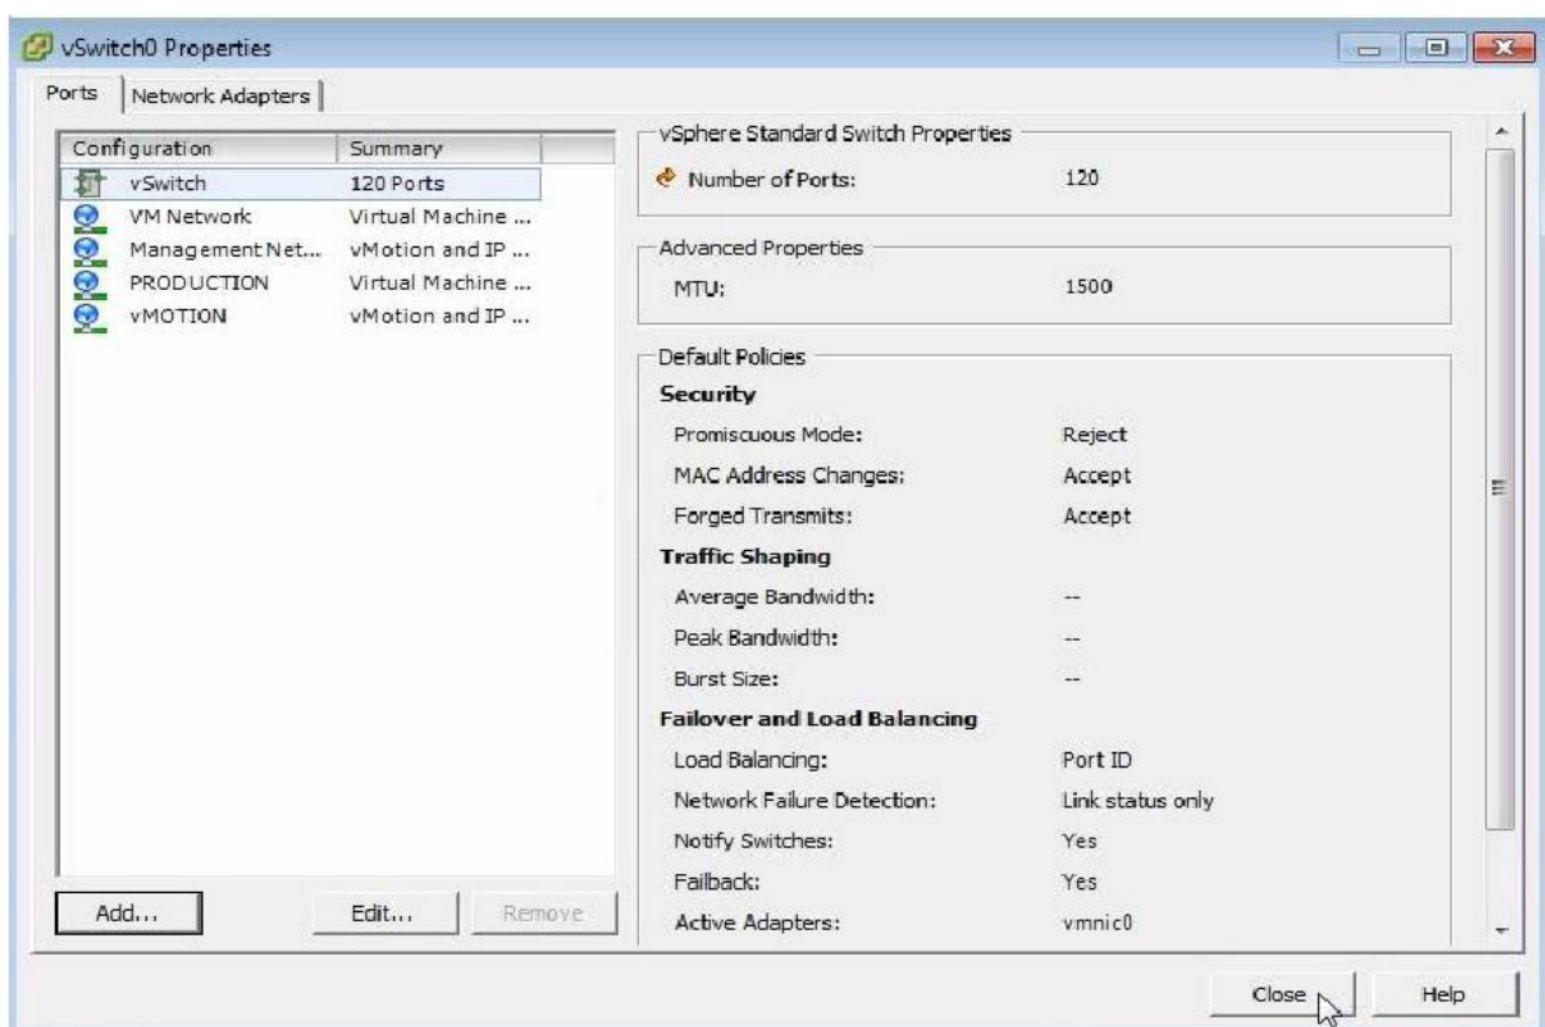 vSwitch0 Properties
Ports Network Adapters
Configuration Summary
vSwitch 120 Ports
VM Network Virtual Machine ...
Management Net... vMotion and IP ...
PRODUCTION Virtual Machine ...
vMOTION vMotion and IP ...
Add... Edit... Remove
vSphere Standard Switch Properties
Number of Ports: 120
Advanced Properties
MTU: 1500
Default Policies
Security
Promiscuous Mode: Reject
MAC Address Changes: Accept
Forged Transmits: Accept
Traffic Shaping
Average Bandwidth: --
Peak Bandwidth: --
Burst Size: --
Failover and Load Balancing
Load Balancing: Port ID
Network Failure Detection: Link status only
Notify Switches: Yes
Failback: Yes
Active Adapters: vmnic0
Close Help